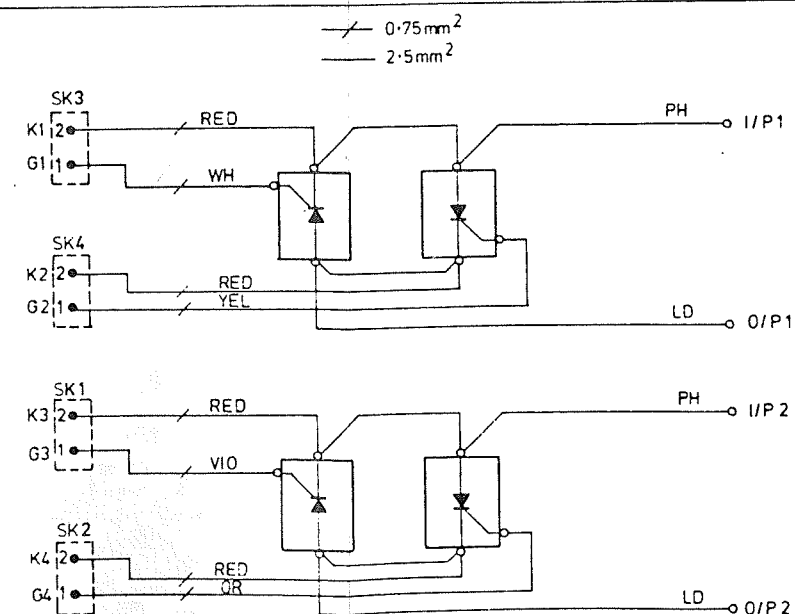 0·75mm²
2·5mm²
SK3
K1 2 RED PH I/P1
G1 1 WH
SK4
K2 2 RED
G2 1 YEL LD O/P1
SK1
K3 2 RED PH I/P2
G3 1 VIO
SK2
K4 2 RED
G4 1 OR LD O/P2